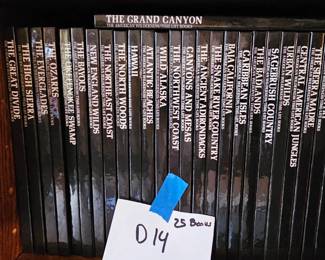 THE GRAND CANYON
THE AMERICAN WILDERNESS/TIME-LIFE BOOKS
THE GREAT DIVIDE
THE HIGH SIERRA
THE EVERGLADES
THE OZARKS
THE OKEFENOKEE SWAMP
THE BAYOUS
NEW ENGLAND WILDS
THE NORTHEAST COAST
THE NORTH WOODS
HAWAII
ATLANTIC BEACHES
WILD ALASKA
THE NORTHWEST COAST
CANYONS AND MESAS
THE ANCIENT ADIRONDACKS
THE SNAKE RIVER COUNTRY
BAJA CALIFORNIA
CARIBBEAN ISLES
THE BADLANDS
SAGEBRUSH COUNTRY
URBAN WILDS
CENTRAL AMERICAN JUNGLES
THE SIERRA MADRE
25 Books
D14